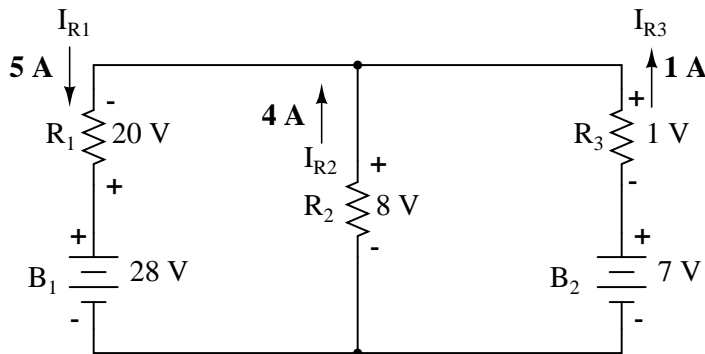 I_R1
I_R3
5 A
1 A
4 A
I_R2
-
+
R_1
20 V
+
-
+
R_2
8 V
-
R_3
1 V
+
B_1
28 V
-
+
B_2
7 V
-
+